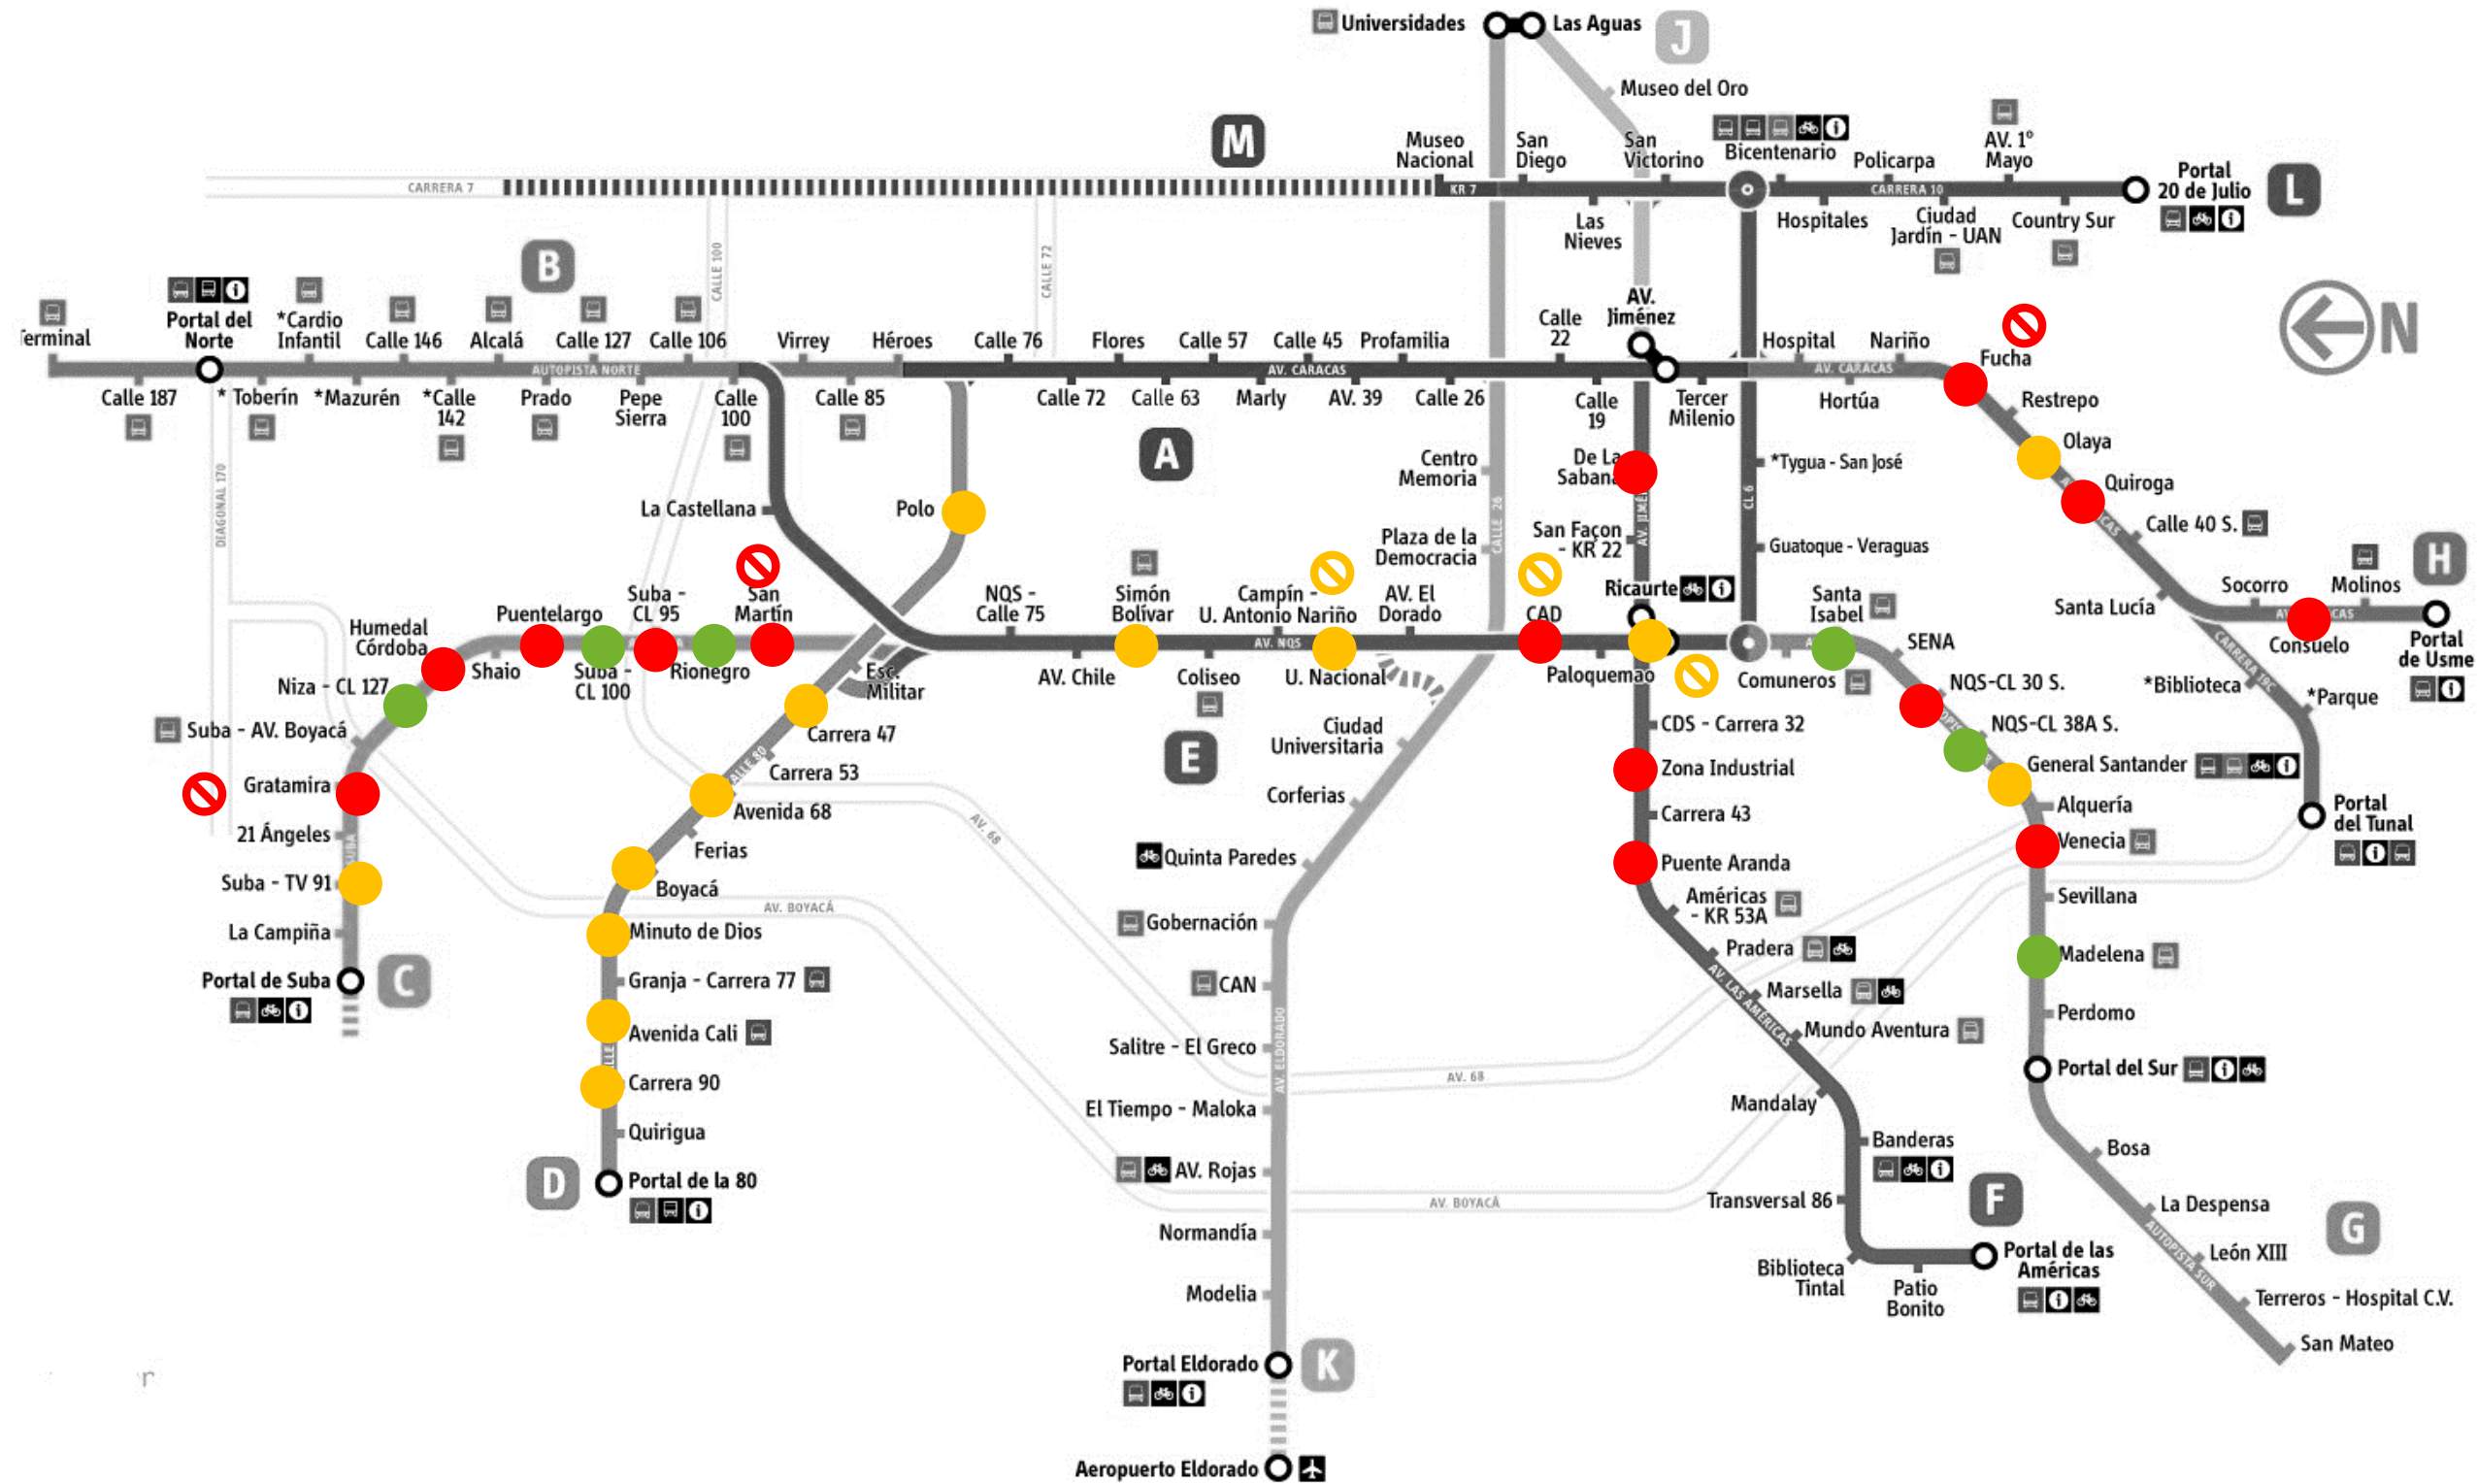 Universidades
Las Aguas
J
Museo del Oro
M
Museo
Nacional
San
Diego
San
Victorino
Bicentenario
Policarpa
AV. 1°
Mayo
Portal
20 de Julio
L
CARRERA 7
KR 7
CARRERA 10
Las
Nieves
Hospitales
Ciudad
Jardín - UAN
Country Sur
B
CALLE 100
CALLE 72
N
Portal del
Norte
*Cardio
Infantil
Calle 146
Alcalá
Calle 127
Calle 106
Virrey
Héroes
Calle 76
Flores
Calle 57
Calle 45
Profamilia
Calle
22
AV.
Jiménez
Hospital
Nariño
Fucha
AUTOPISTA NORTE
AV. CARACAS
AV. CARACAS
Calle 187
* Toberín
*Mazurén
*Calle
142
Prado
Pepe
Sierra
Calle
100
Calle 85
Calle 72
Calle 63
Marly
AV. 39
Calle 26
Calle
19
Tercer
Milenio
Hortúa
Restrepo
Olaya
Quiroga
Calle 40 S.
Santa Lucía
Socorro
Molinos
H
Consuelo
Portal
de Usme
CARRERA 19C
*Biblioteca
*Parque
Portal
del Tunal
A
DIAGONAL 170
La Castellana
Polo
Centro
Memoria
Plaza de la
Democracia
CALLE 26
De La
Sabana
San Façon
- KR 22
CL 6
*Tygua - San José
Guatoque - Veraguas
Ricaurte
Puentelargo
Suba -
CL 95
San
Martín
Humedal
Córdoba
Shaio
Suba -
CL 100
Rionegro
Niza - CL 127
Suba - AV. Boyacá
Gratamira
21 Ángeles
SUBA
Suba - TV 91
La Campiña
Portal de Suba
C
Esc.
Militar
NQS -
Calle 75
Simón
Bolívar
Campín -
U. Antonio Nariño
AV. El
Dorado
CAD
AV. NQS
AV. Chile
Coliseo
U. Nacional
Paloquemao
Comuneros
Santa
Isabel
SENA
NQS-CL 30 S.
NQS-CL 38A S.
General Santander
Alquería
Venecia
Sevillana
Madelena
Perdomo
Portal del Sur
Bosa
La Despensa
León XIII
AUTOPISTA SUR
Terreros - Hospital C.V.
San Mateo
G
E
Carrera 47
Carrera 53
Avenida 68
Ferias
Boyacá
Minuto de Dios
Granja - Carrera 77
Avenida Cali
Carrera 90
Quirigua
Portal de la 80
D
AV. 68
AV. BOYACÁ
Ciudad
Universitaria
Corferias
Quinta Paredes
Gobernación
CAN
Salitre - El Greco
El Tiempo - Maloka
AV. Rojas
Normandía
Modelia
AV. ELDORADO
Portal Eldorado
K
Aeropuerto Eldorado
AV. 68
AV. BOYACÁ
CDS - Carrera 32
Zona Industrial
Carrera 43
Puente Aranda
Américas
- KR 53A
Pradera
Marsella
AV. LAS AMÉRICAS
Mundo Aventura
Mandalay
Banderas
Transversal 86
Biblioteca
Tintal
Patio
Bonito
F
Portal de las
Américas